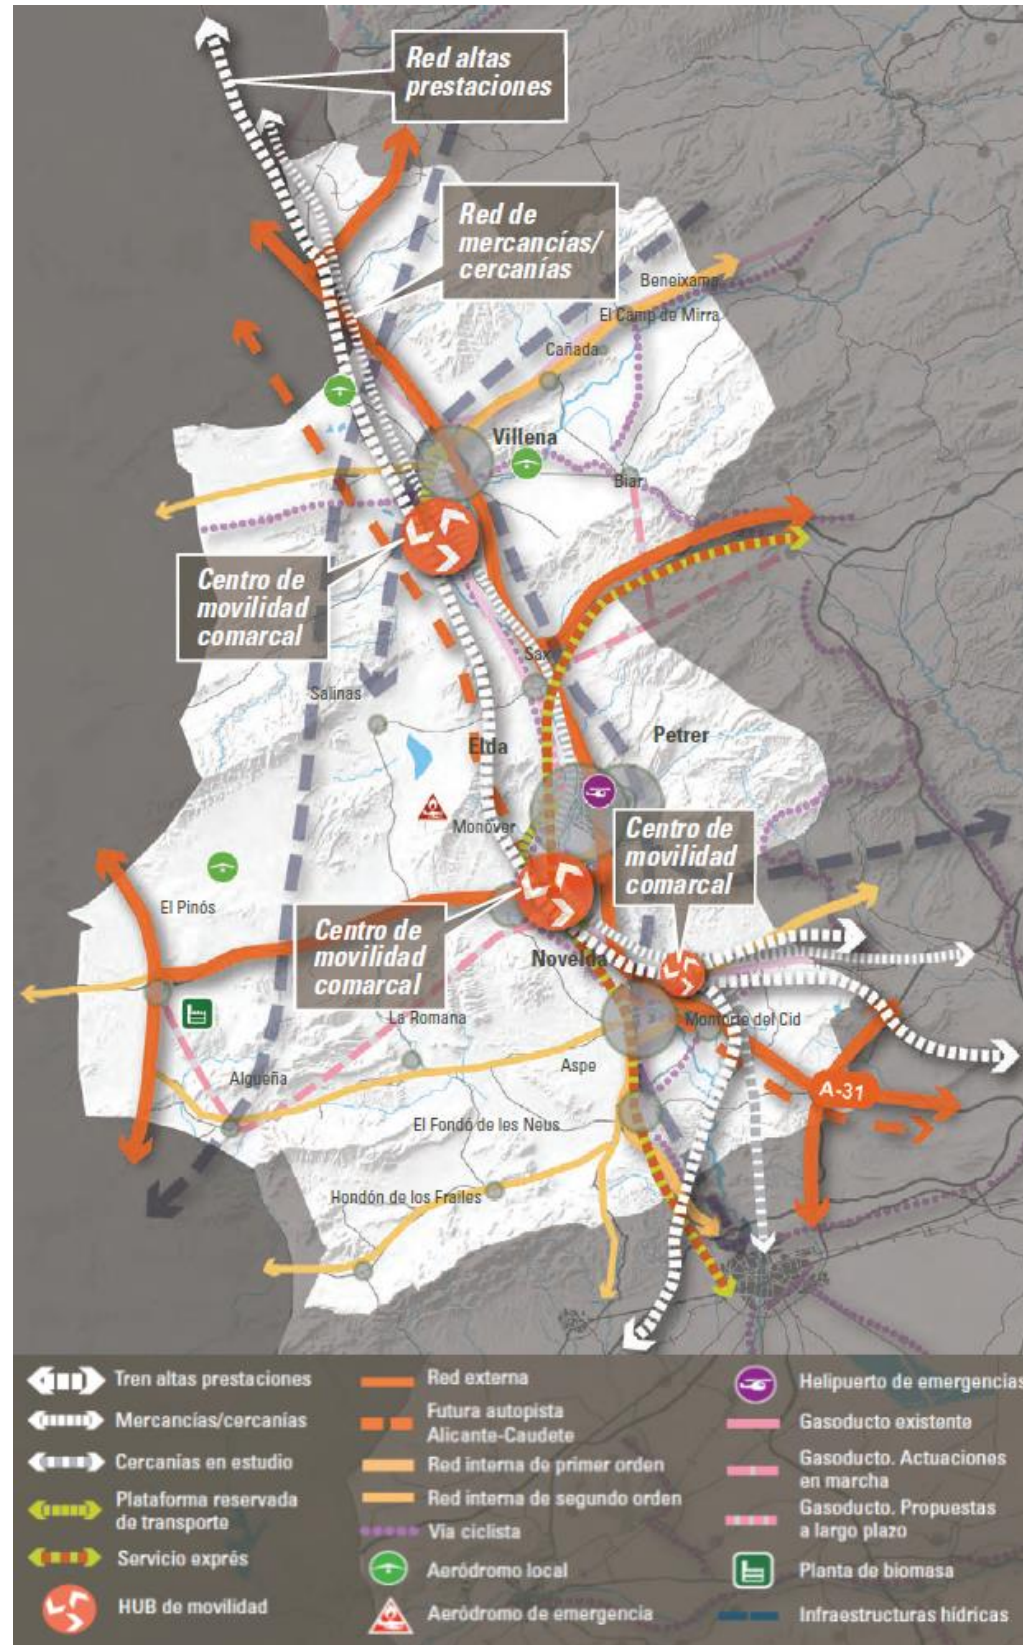 Red altas
prestaciones
Red de
mercancías/
cercanías
Beneixama
El Camp de Mirra
Cañada
Villena
Biar
Centro de
movilidad
comarcal
Sax
Salinas
Elda
Petrer
Monóver
Centro de
movilidad
comarcal
El Pinós
Centro de
movilidad
comarcal
Novelda
La Romana
Monforte del Cid
Aspe
Algueña
A-31
El Fondó de les Neus
Hondón de los Frailes
Tren altas prestaciones
Mercancías/cercanías
Cercanías en estudio
Plataforma reservada
de transporte
Servicio exprés
HUB de movilidad
Red externa
Futura autopista
Alicante-Caudete
Red interna de primer orden
Red interna de segundo orden
Vía ciclista
Aeródromo local
Aeródromo de emergencia
Helipuerto de emergencias
Gasoducto existente
Gasoducto. Actuaciones
en marcha
Gasoducto. Propuestas
a largo plazo
Planta de biomasa
Infraestructuras hídricas